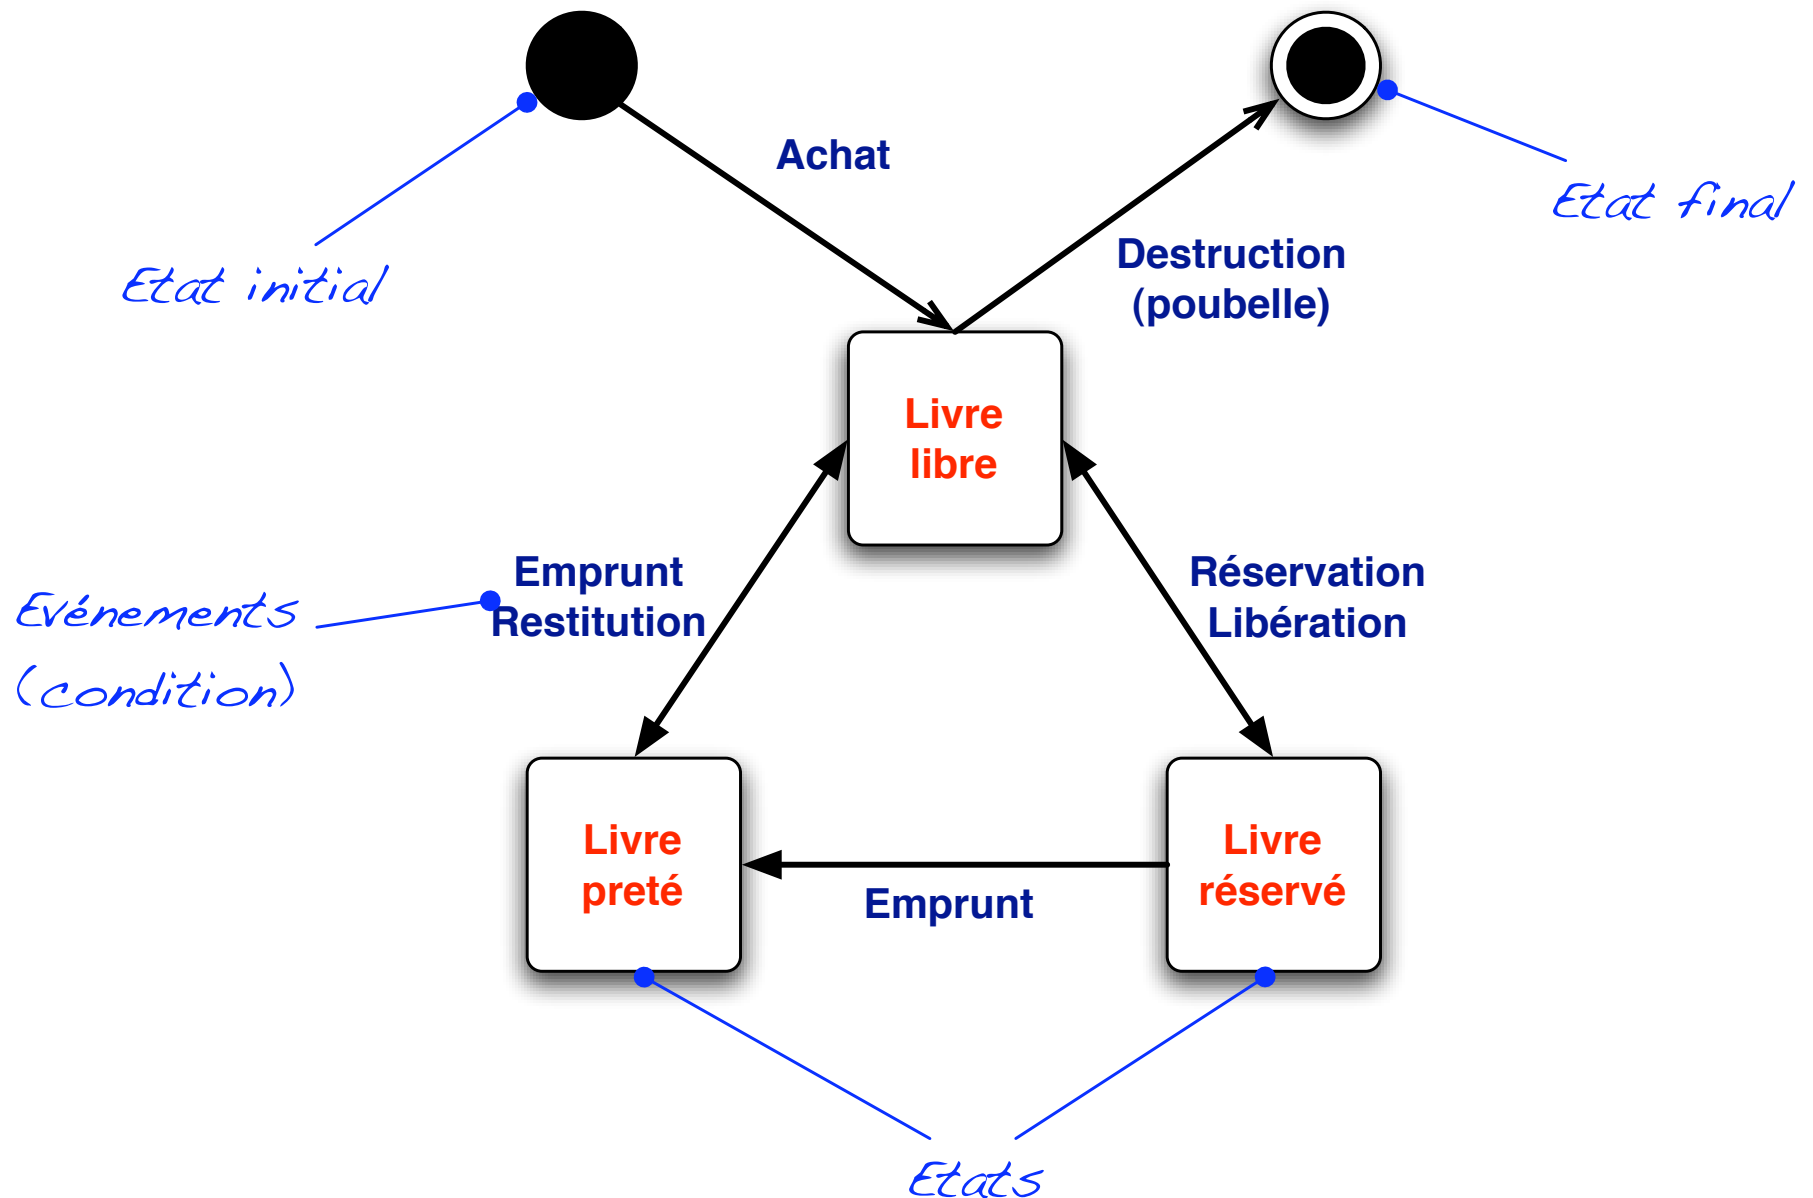 Achat
Etat final
Destruction
(poubelle)
Etat initial
Livre
libre
Emprunt
Restitution
Réservation
Libération
Evénements
(condition)
Livre
preté
Livre
réservé
Emprunt
Etats